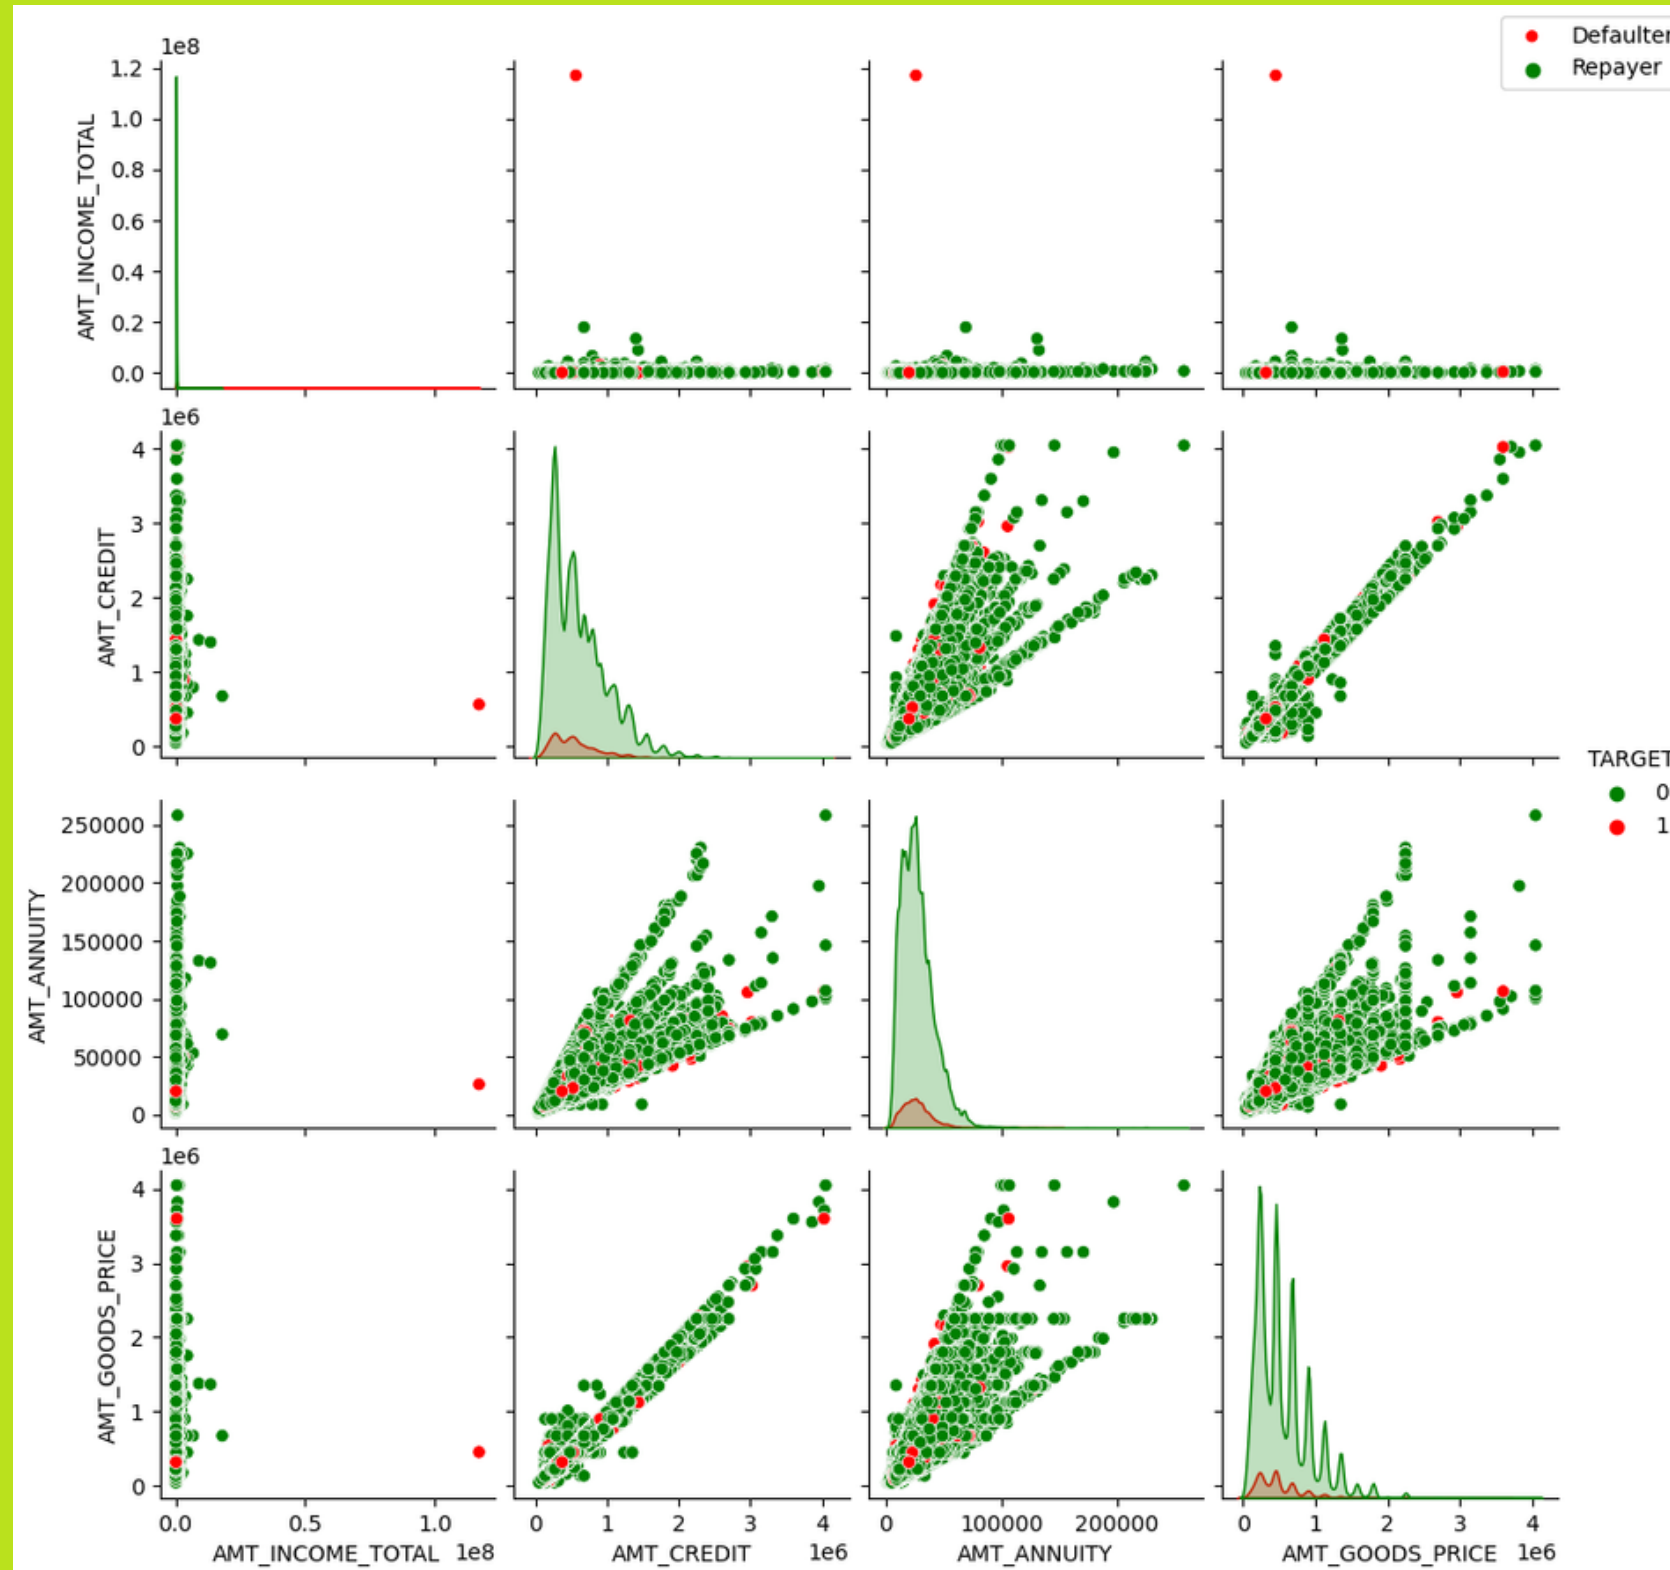 Defaulter
Repayer
1e8
1.2
1.0
0.8
0.6
0.4
0.2
0.0
AMT_INCOME_TOTAL
1e6
4
3
2
1
0
AMT_CREDIT
TARGET
0
1
250000
200000
150000
100000
50000
0
AMT_ANNUITY
1e6
4
3
2
1
0
AMT_GOODS_PRICE
0.0 0.5 1.0 0 1 2 3 4 0 100000 200000 0 1 2 3 4
AMT_INCOME_TOTAL 1e8 AMT_CREDIT 1e6 AMT_ANNUITY AMT_GOODS_PRICE 1e6